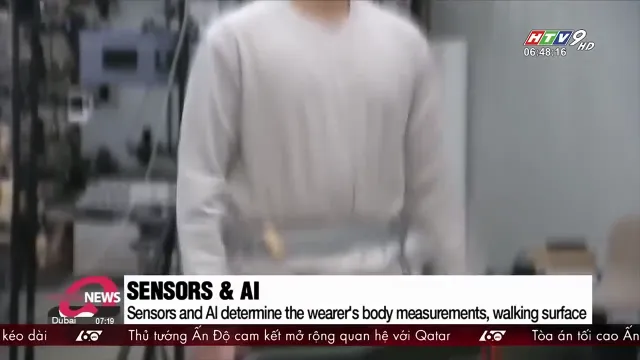 HTV9 HD
06:48:16
NEWS
SENSORS & AI
Sensors and AI determine the wearer's body measurements, walking surface
Dubai 07:19
kéo dài 60 Thủ tướng Ấn Độ cam kết mở rộng quan hệ với Qatar 60 Tòa án tối cao Ấn Đ